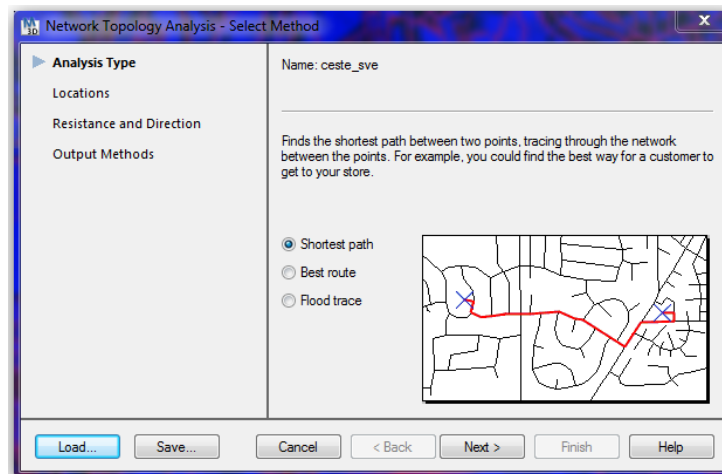 Network Topology Analysis - Select Method
Analysis Type
Locations
Resistance and Direction
Output Methods
Name: ceste_sve
Finds the shortest path between two points, tracing through the network
between the points. For example, you could find the best way for a customer to
get to your store.
Shortest path
Best route
Flood trace
Load...
Save...
Cancel
< Back
Next >
Finish
Help